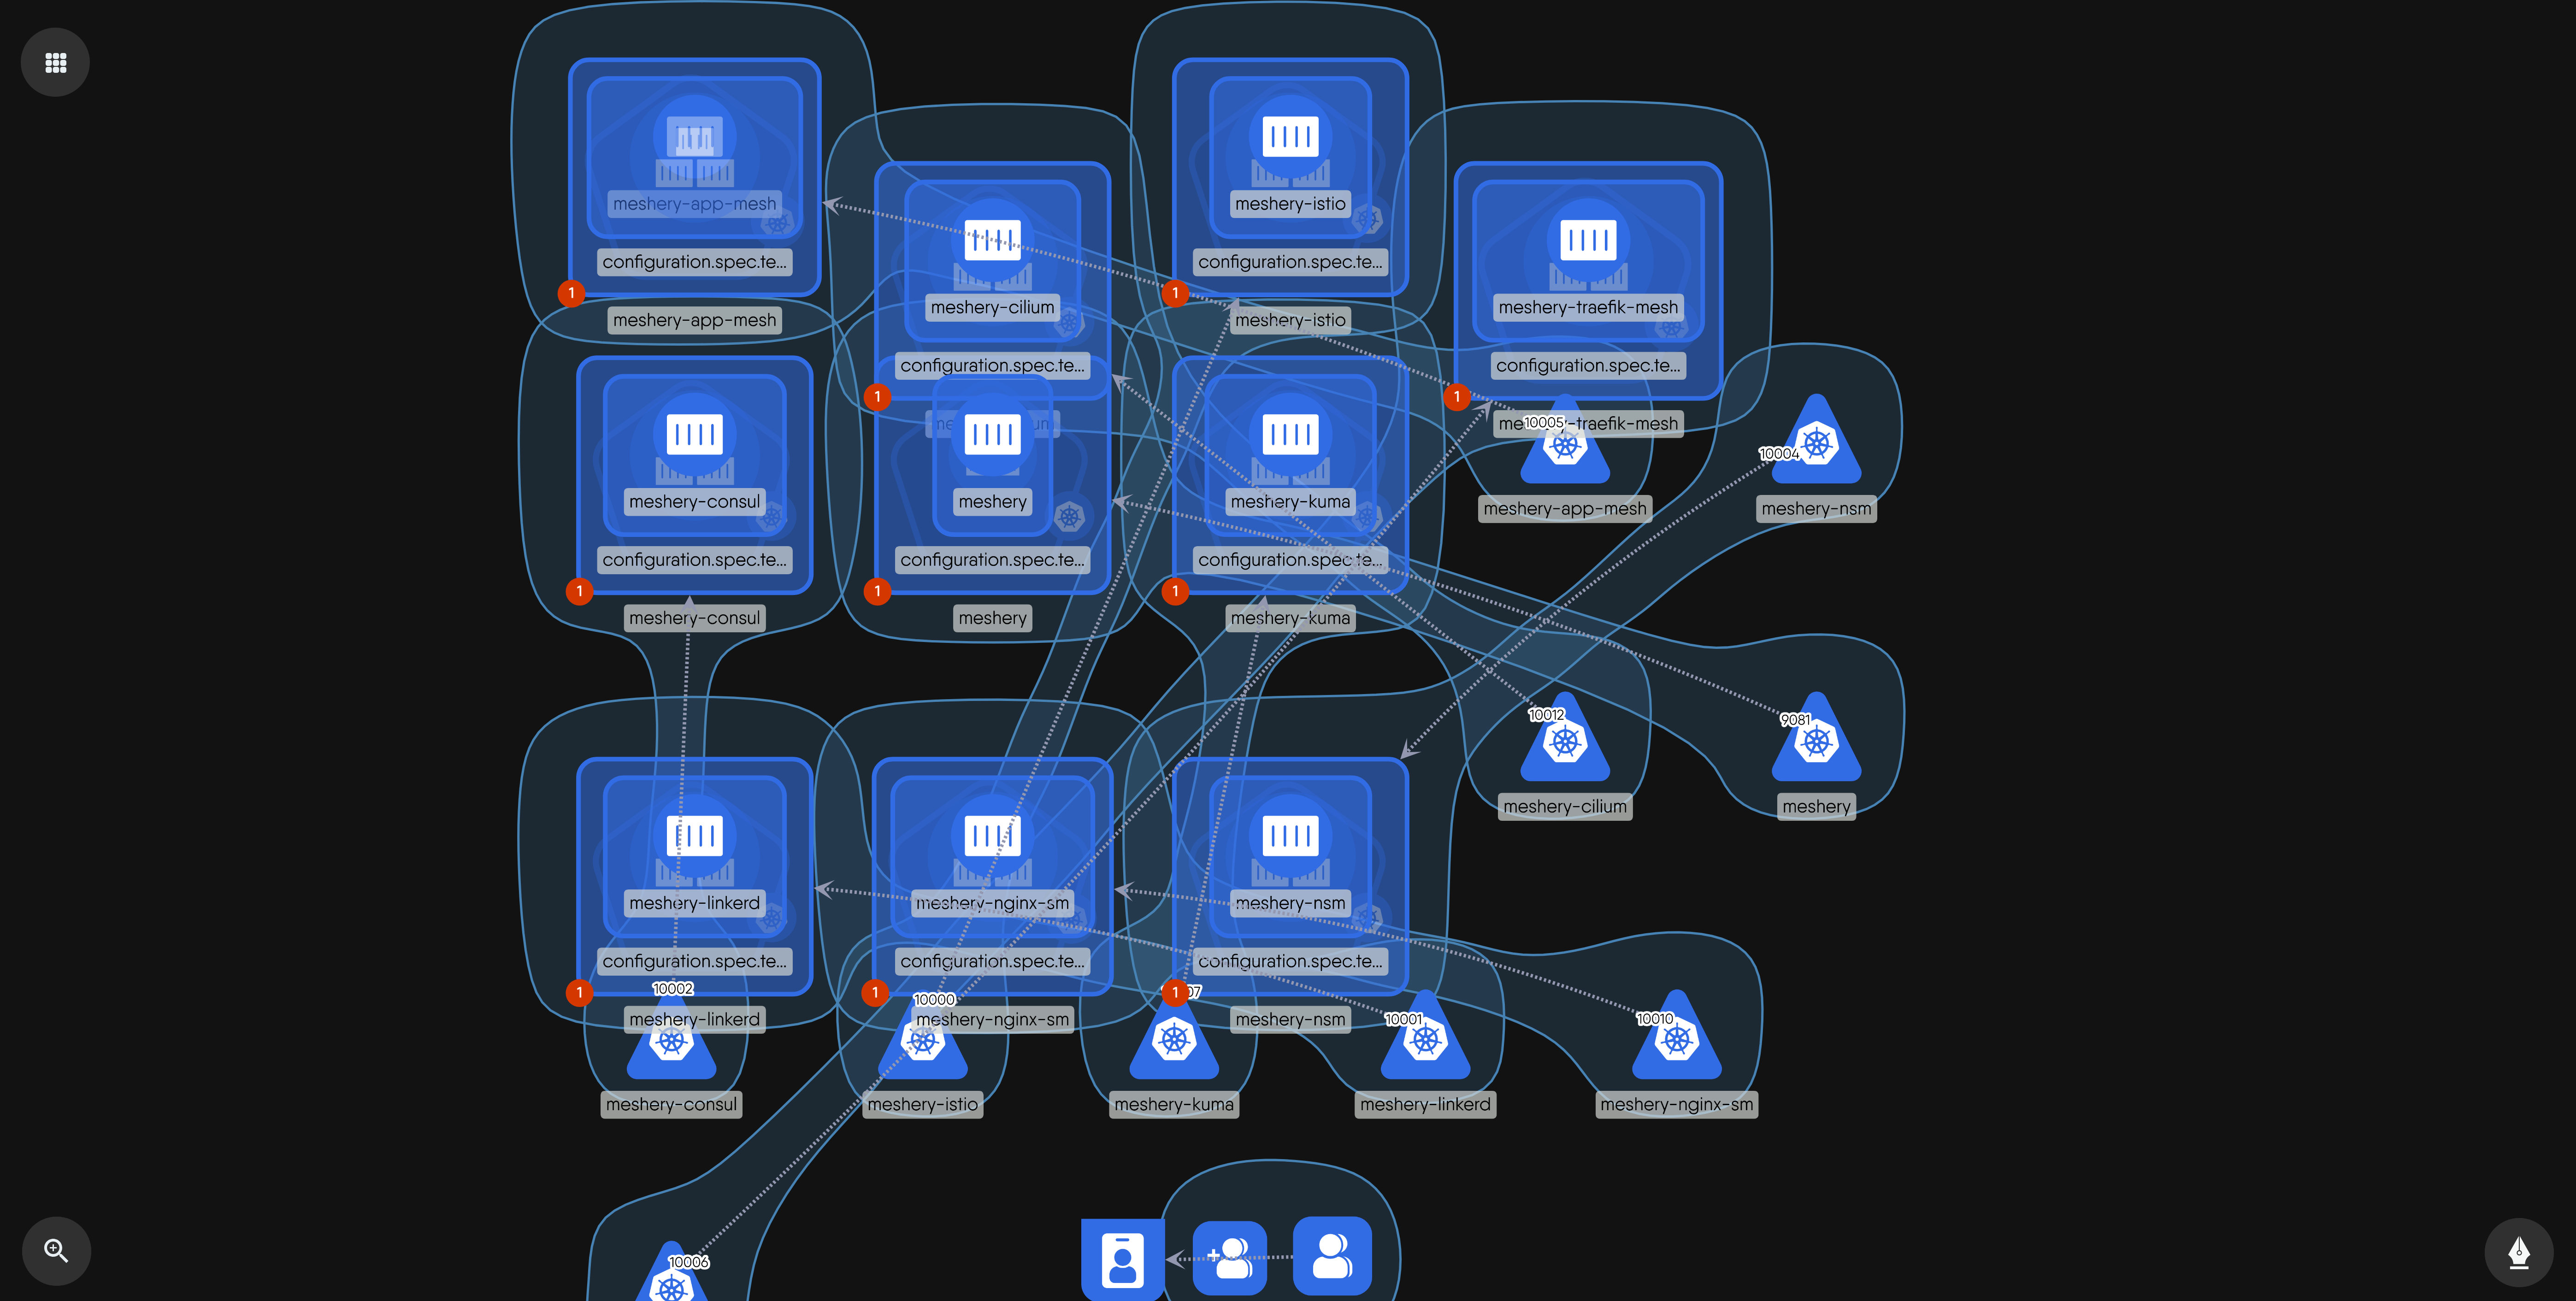 meshery-app-mesh
configuration.spec.te...
1
meshery-app-mesh
meshery-istio
configuration.spec.te...
1
meshery-istio
meshery-cilium
configuration.spec.te...
1
meshery-traefik-mesh
configuration.spec.te...
1
meshery-traefik-mesh
10005
meshery-app-mesh
10004
meshery-nsm
meshery-consul
configuration.spec.te...
1
meshery-consul
meshery
configuration.spec.te...
1
meshery
meshery-kuma
configuration.spec.te...
1
meshery-kuma
10012
meshery-cilium
9081
meshery
meshery-linkerd
configuration.spec.te...
1
meshery-linkerd
meshery-nginx-sm
configuration.spec.te...
1
meshery-nginx-sm
meshery-nsm
configuration.spec.te...
1
meshery-nsm
10002
meshery-consul
10000
meshery-istio
meshery-kuma
10001
meshery-linkerd
10010
meshery-nginx-sm
10006